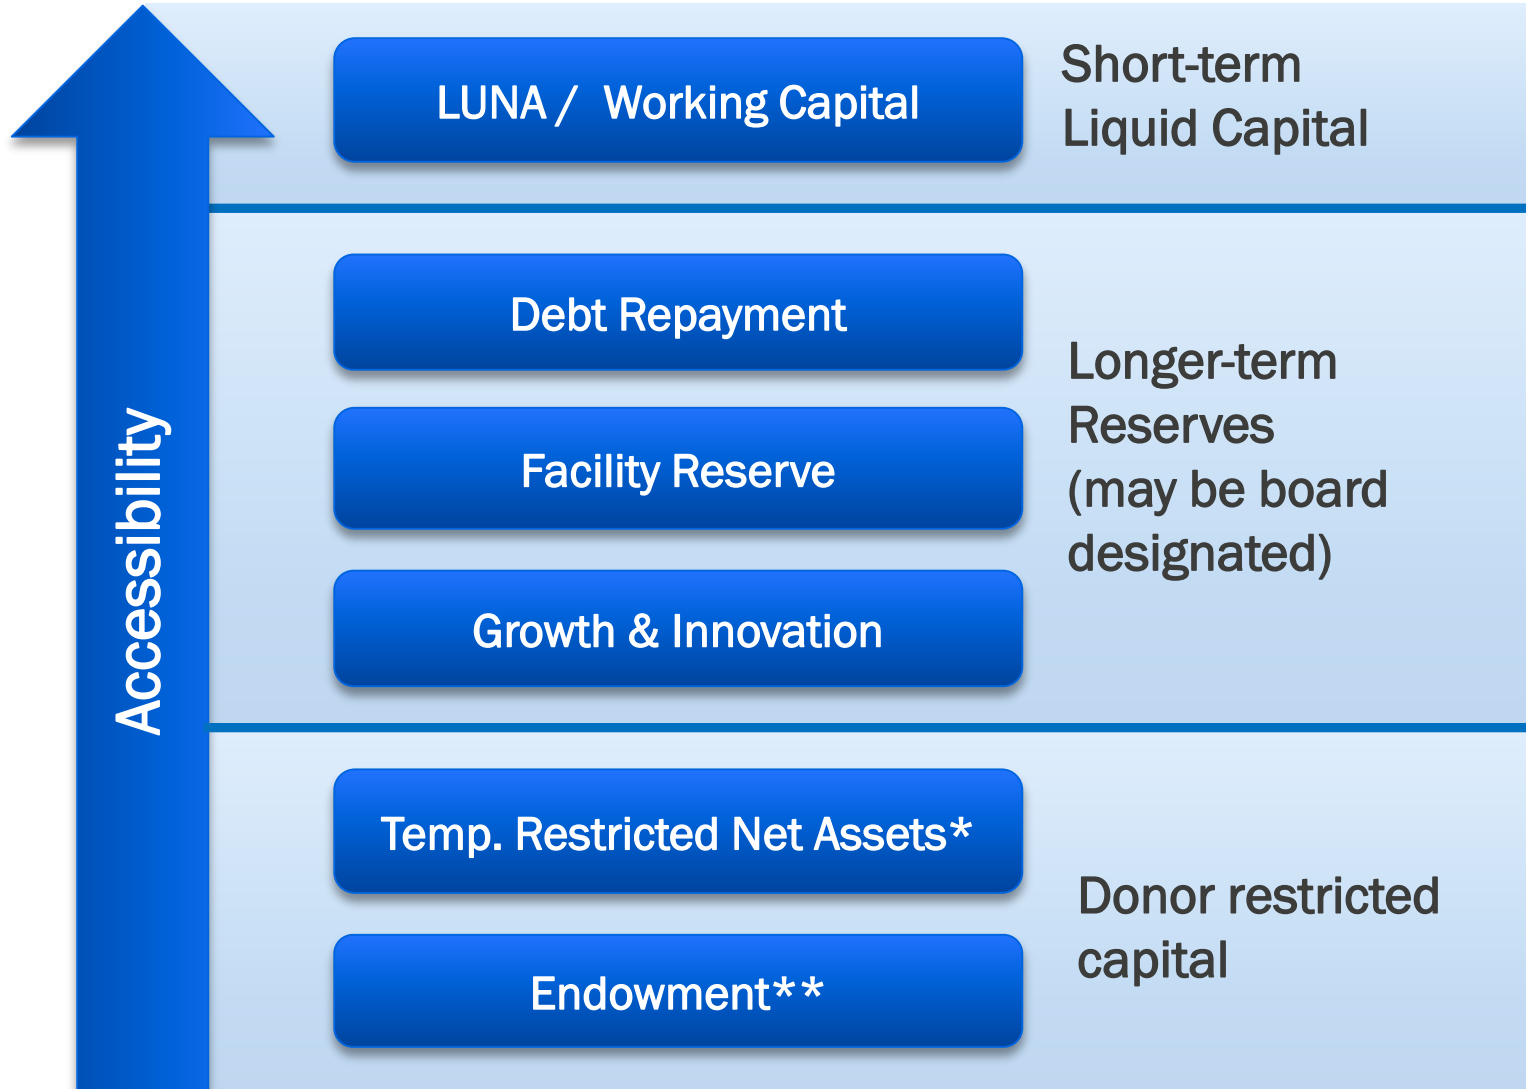 Accessibility
LUNA / Working Capital
Short-term
Liquid Capital
Debt Repayment
Facility Reserve
Growth & Innovation
Longer-term
Reserves
(may be board
designated)
Temp. Restricted Net Assets*
Endowment**
Donor restricted
capital